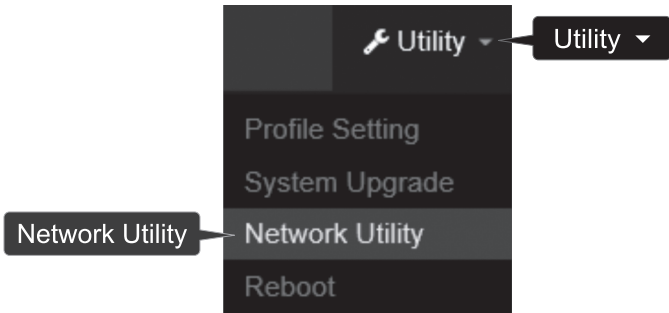 Utility
Utility
Profile Setting
System Upgrade
Network Utility
Network Utility
Reboot